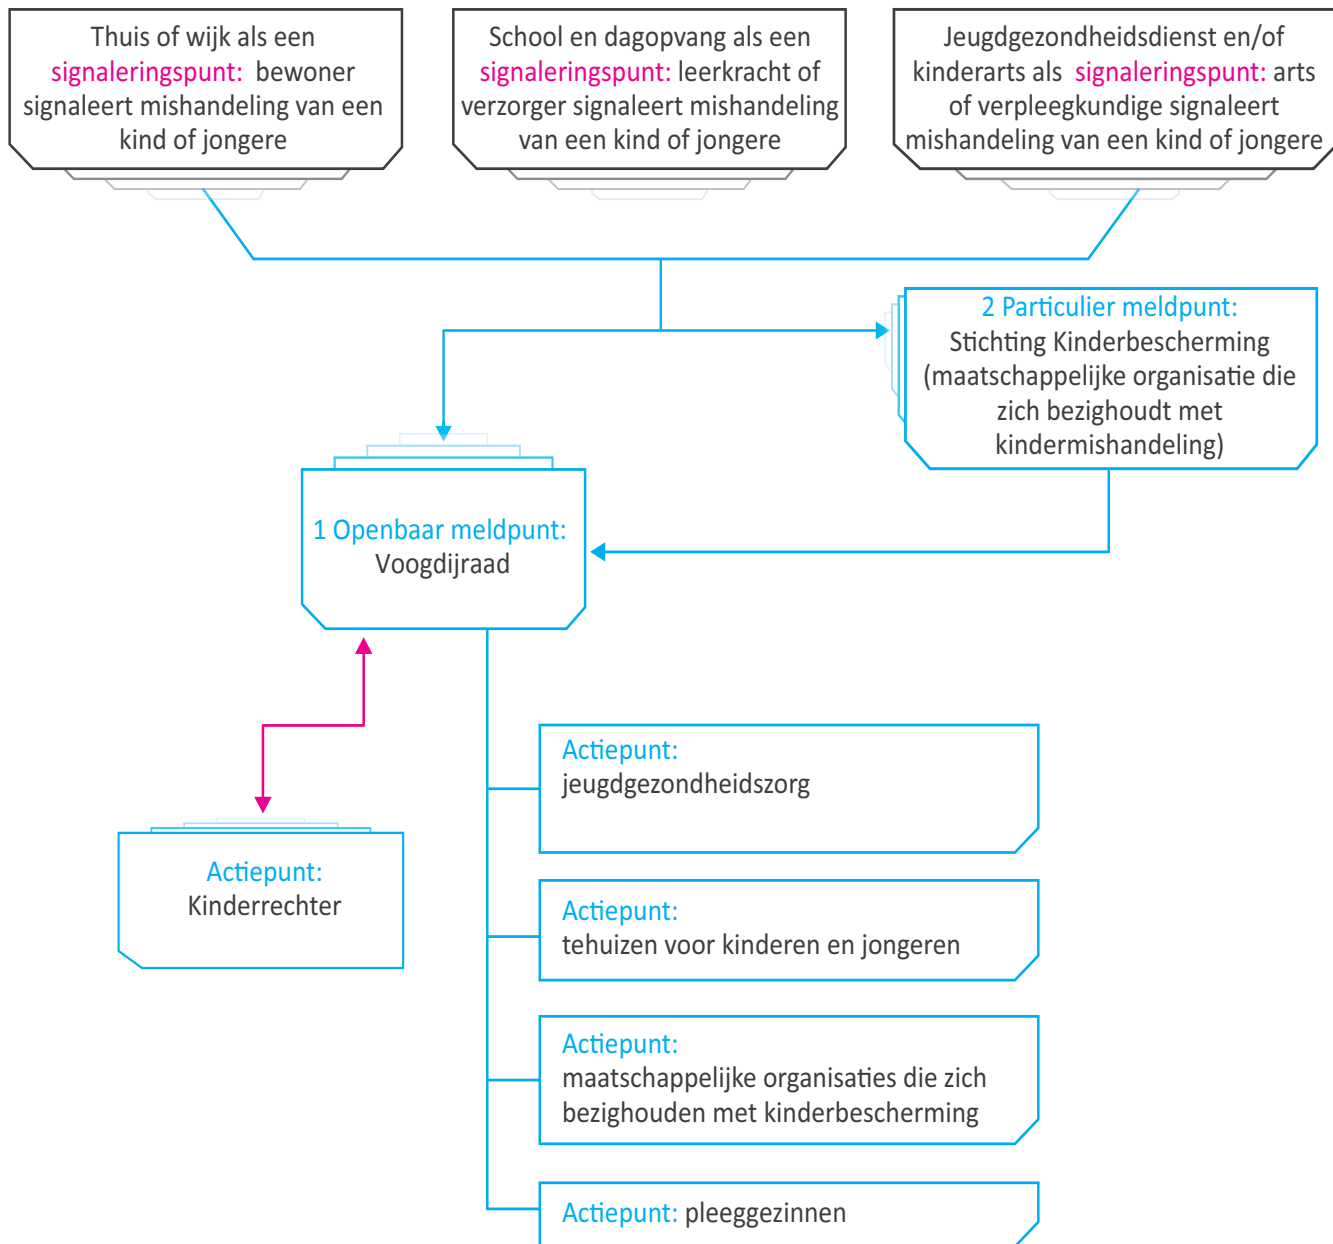 Thuis of wijk als een
signaleringspunt: bewoner
signaleert mishandeling van een
kind of jongere
School en dagopvang als een
signaleringspunt: leerkracht of
verzorger signaleert mishandeling
van een kind of jongere
Jeugdgezondheidsdienst en/of
kinderarts als signaleringspunt: arts
of verpleegkundige signaleert
mishandeling van een kind of jongere
2 Particulier meldpunt:
Stichting Kinderbescherming
(maatschappelijke organisatie die
zich bezighoudt met
kindermishandeling)
1 Openbaar meldpunt:
Voogdijraad
Actiepunt:
jeugdgezondheidszorg
Actiepunt:
Kinderrechter
Actiepunt:
tehuizen voor kinderen en jongeren
Actiepunt:
maatschappelijke organisaties die zich
bezighouden met kinderbescherming
Actiepunt: pleeggezinnen